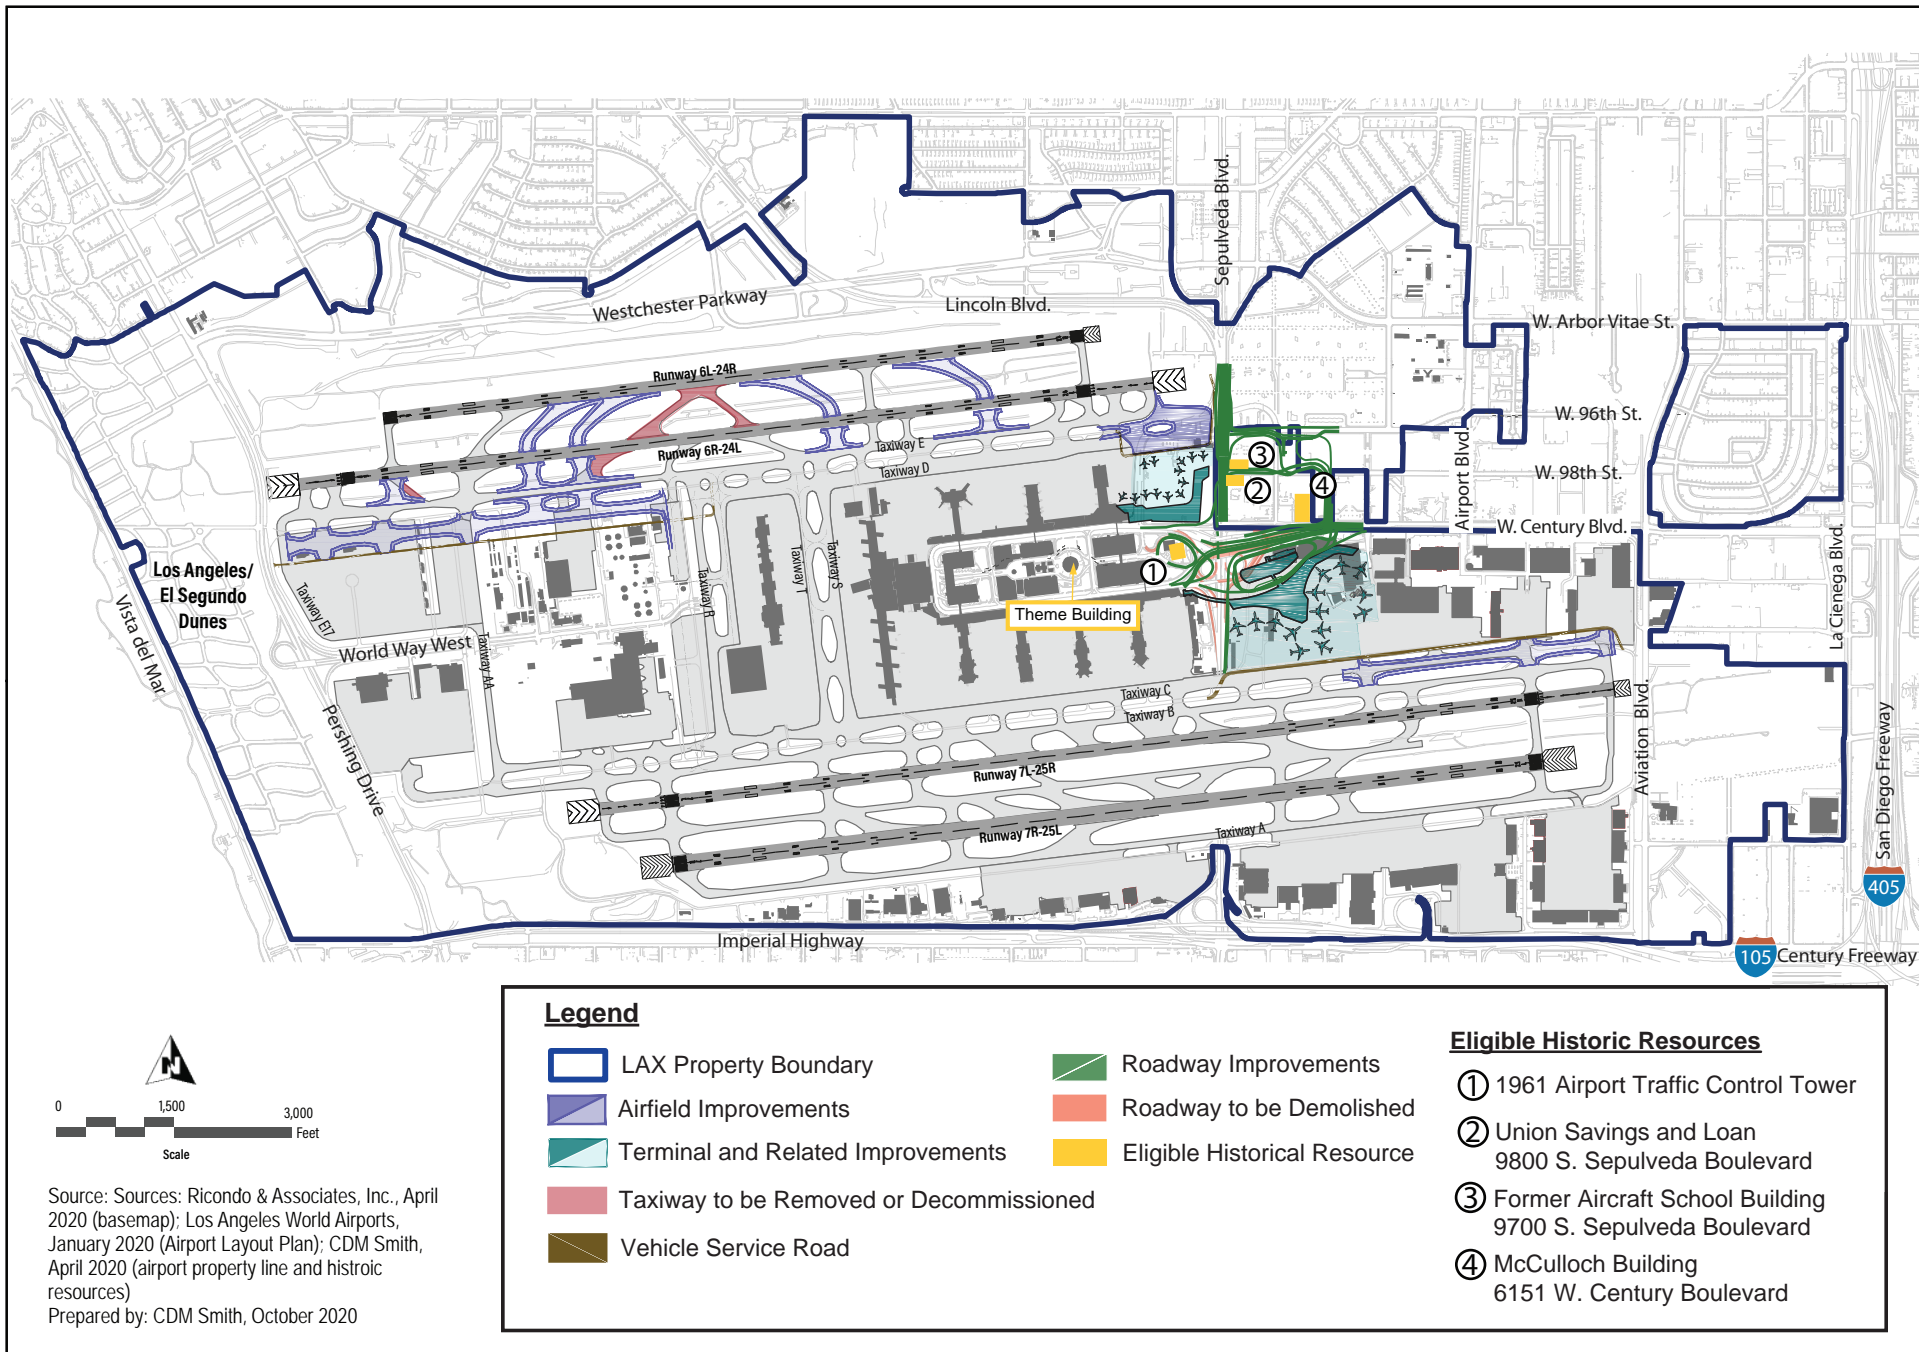 Sepulveda Blvd.
Westchester Parkway
Lincoln Blvd.
W. Arbor Vitae St.
Runway 6L-24R
W. 96th St.
Airport Blvd.
Taxiway E
Runway 6R-24L
Taxiway D
3
W. 98th St.
2
4
W. Century Blvd.
La Cienega Blvd.
Los Angeles/
El Segundo
Dunes
Taxiway T
Taxiway S
Taxiway R
1
Theme Building
Taxiway E17
World Way West
Taxiway AA
Vista del Mar
Taxiway C
Taxiway B
Aviation Blvd.
Pershing Drive
Runway 7L-25R
San Diego Freeway
Runway 7R-25L
Taxiway A
405
Imperial Highway
105
Century Freeway
N
0 1,500 3,000
Feet
Scale
Source: Sources: Ricondo & Associates, Inc., April
2020 (basemap); Los Angeles World Airports,
January 2020 (Airport Layout Plan); CDM Smith,
April 2020 (airport property line and histroic
resources)
Prepared by: CDM Smith, October 2020
Legend
LAX Property Boundary
Airfield Improvements
Terminal and Related Improvements
Taxiway to be Removed or Decommissioned
Vehicle Service Road
Roadway Improvements
Roadway to be Demolished
Eligible Historical Resource
Eligible Historic Resources
1 1961 Airport Traffic Control Tower
2 Union Savings and Loan
9800 S. Sepulveda Boulevard
3 Former Aircraft School Building
9700 S. Sepulveda Boulevard
4 McCulloch Building
6151 W. Century Boulevard